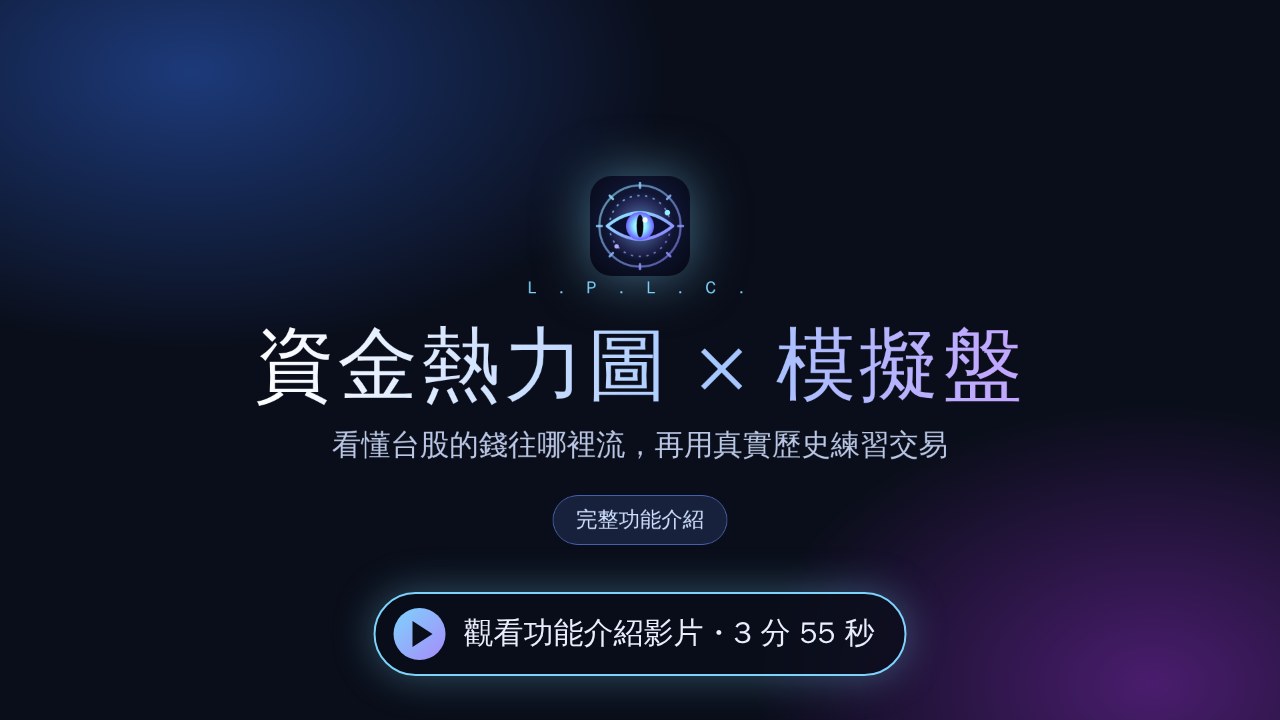 L . P . L . C .
資金熱力圖 × 模擬盤
看懂台股的錢往哪裡流，再用真實歷史練習交易
完整功能介紹
觀看功能介紹影片・3 分 55 秒